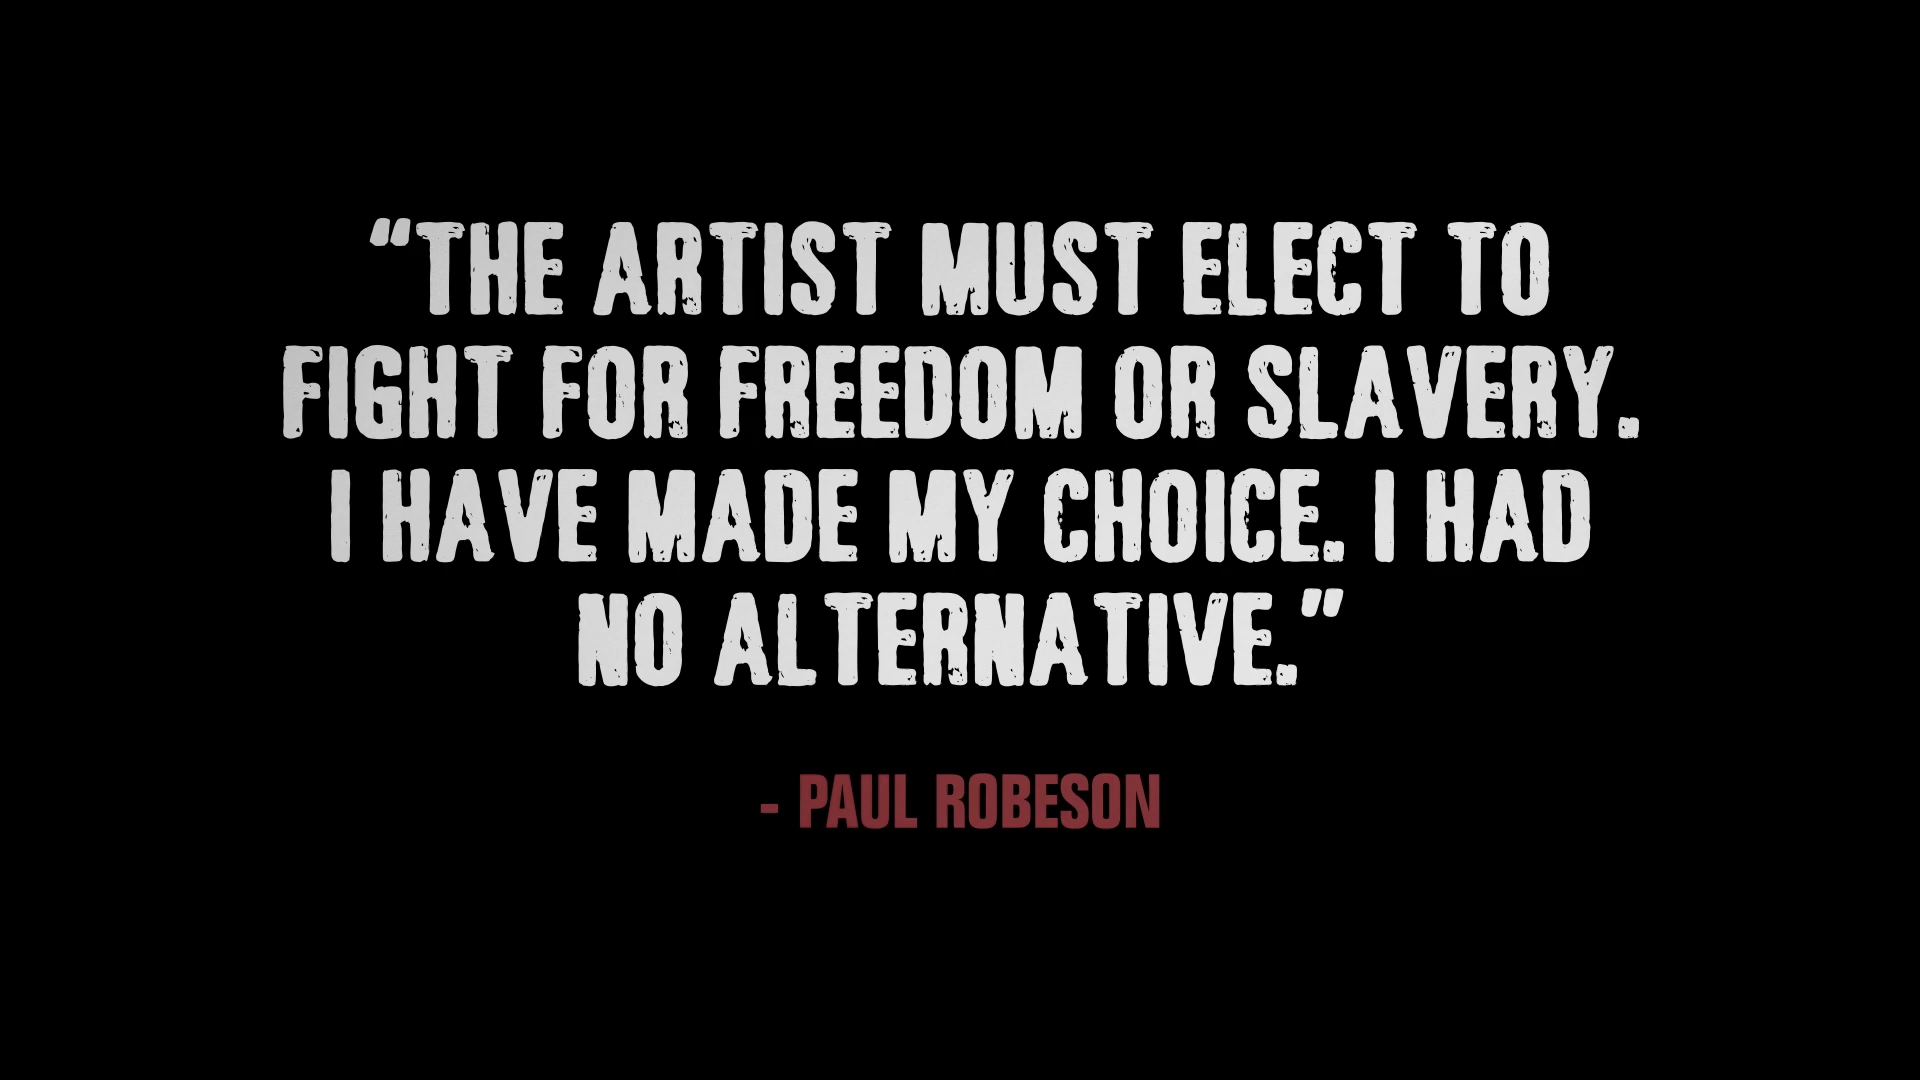 “THE ARTIST MUST ELECT TO
FIGHT FOR FREEDOM OR SLAVERY.
I HAVE MADE MY CHOICE. I HAD
NO ALTERNATIVE.”
- PAUL ROBESON